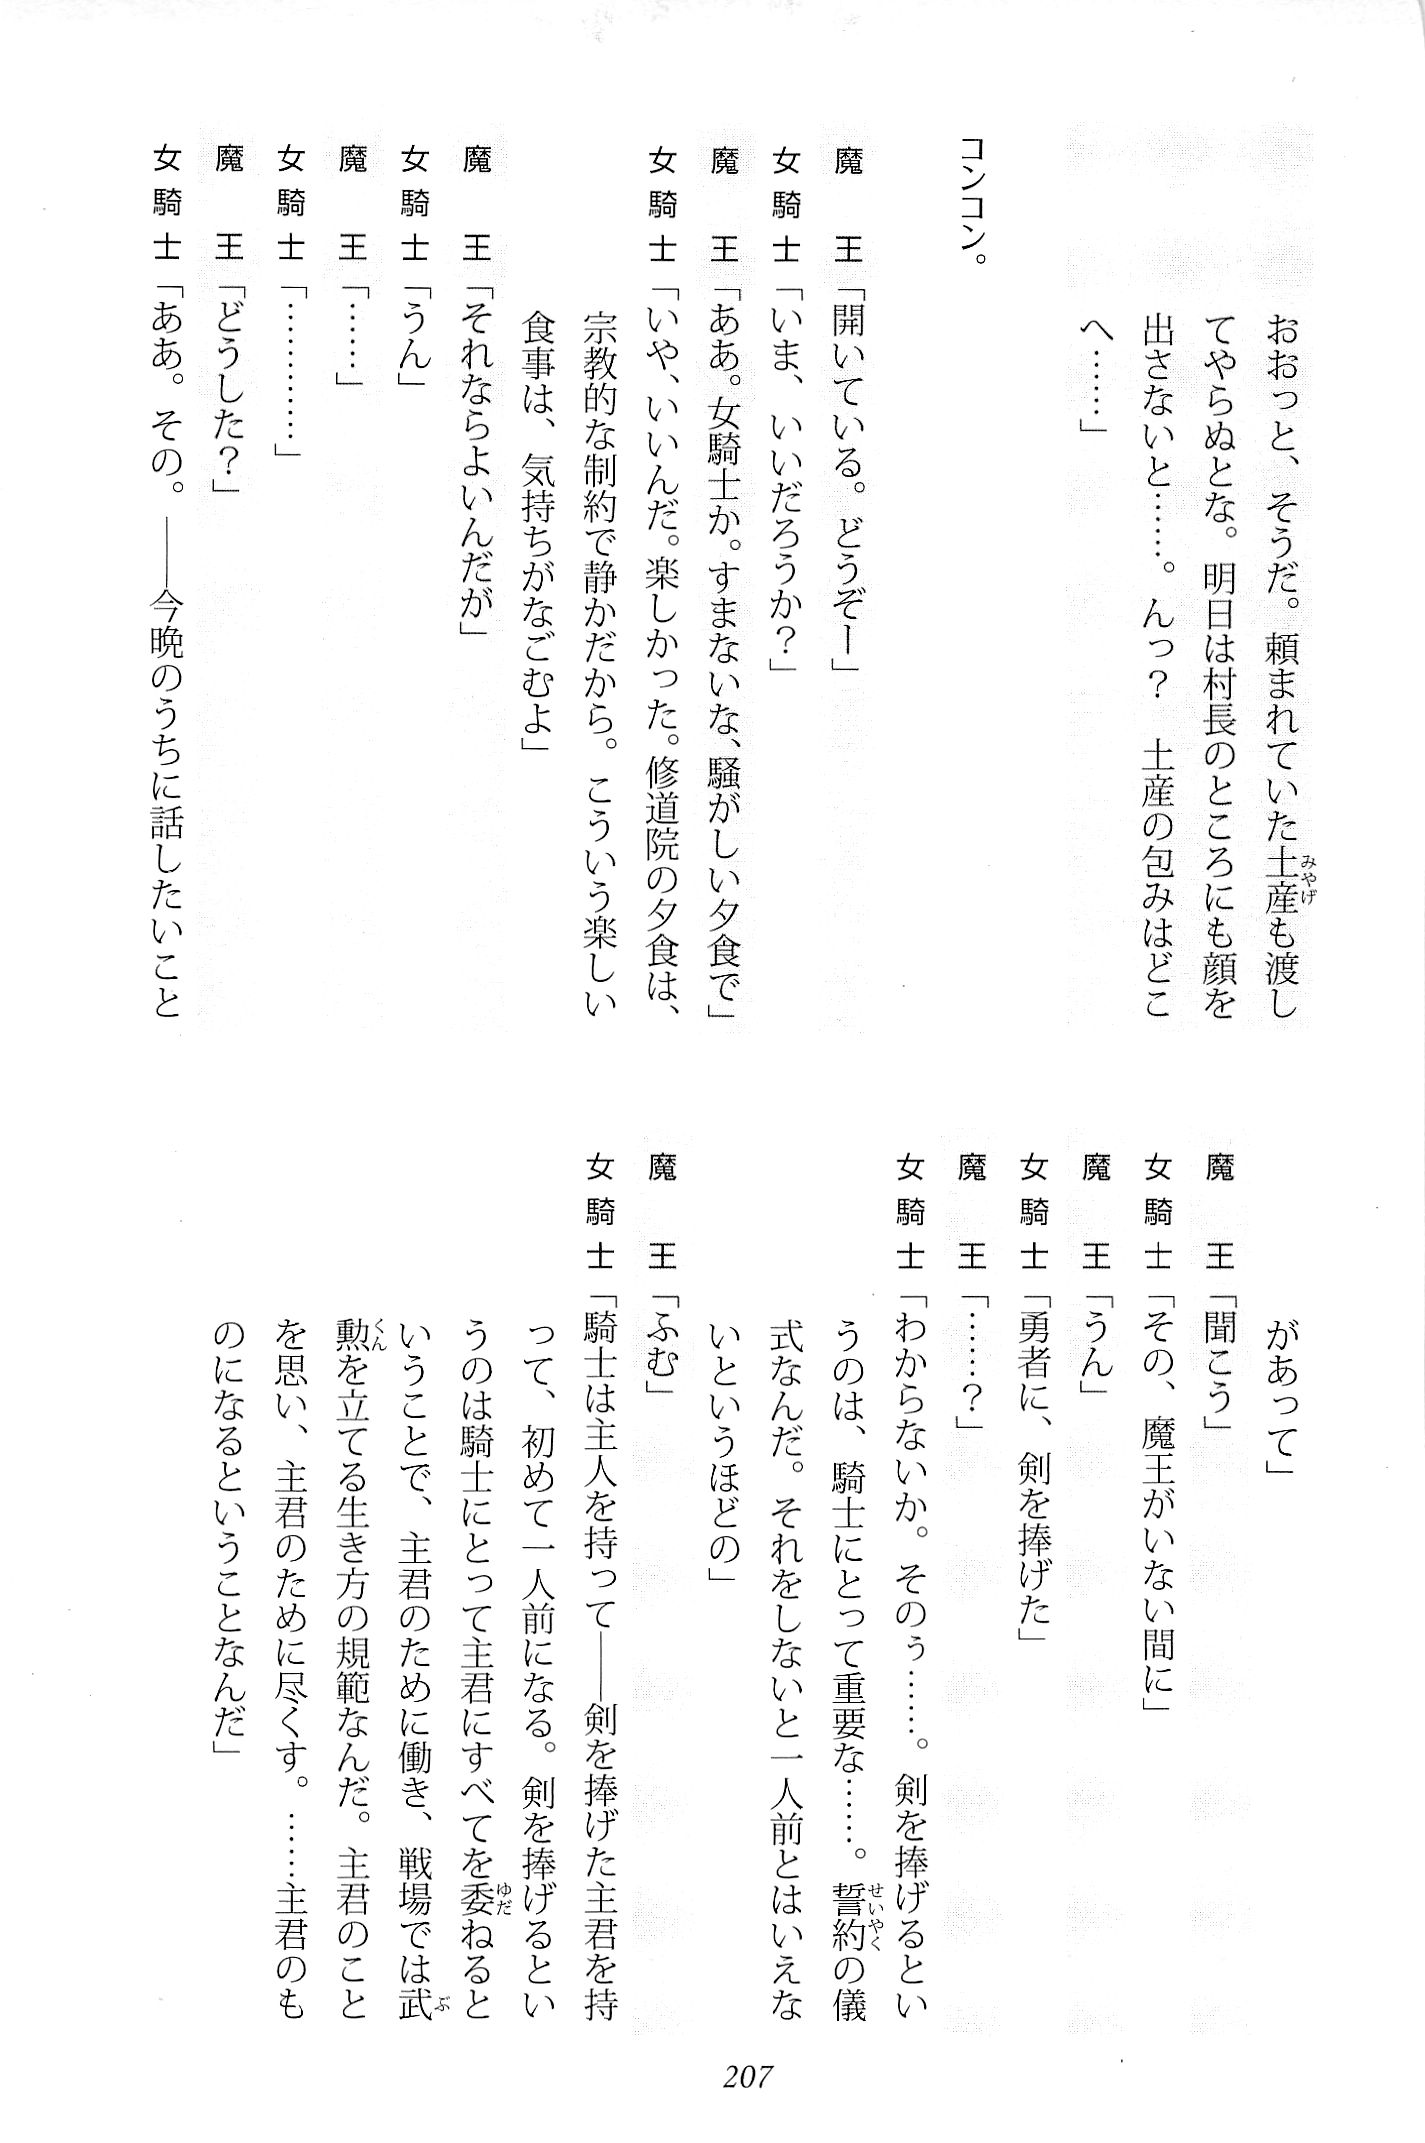 おおっと、そうだ。頼まれていた土産も渡し
てやらぬとな。明日は村長のところにも顔を
出さないと……。んっ？　土産の包みはどこ
へ……」
コンコン。
魔　王「開いている。どうぞー」
女騎士「いま、いいだろうか？」
魔　王「ああ。女騎士か。すまないな、騒がしい夕食で」
女騎士「いや、いいんだ。楽しかった。修道院の夕食は、
宗教的な制約で静かだから。こういう楽しい
食事は、気持ちがなごむよ」
魔　王「それならよいんだが」
女騎士「うん」
魔　王「……」
女騎士「…………」
魔　王「どうした？」
女騎士「ああ。その。――今晩のうちに話したいこと
があって」
魔　王「聞こう」
女騎士「その、魔王がいない間に」
魔　王「うん」
女騎士「勇者に、剣を捧げた」
魔　王「……？」
女騎士「わからないか。そのぅ……。剣を捧げるとい
うのは、騎士にとって重要な……。誓約の儀
式なんだ。それをしないと一人前とはいえな
いというほどの」
魔　王「ふむ」
女騎士「騎士は主人を持って――剣を捧げた主君を持
って、初めて一人前になる。剣を捧げるとい
うのは騎士にとって主君にすべてを委ねると
いうことで、主君のために働き、戦場では武
勲を立てる生き方の規範なんだ。主君のこと
を思い、主君のために尽くす。……主君のも
のになるということなんだ」
207